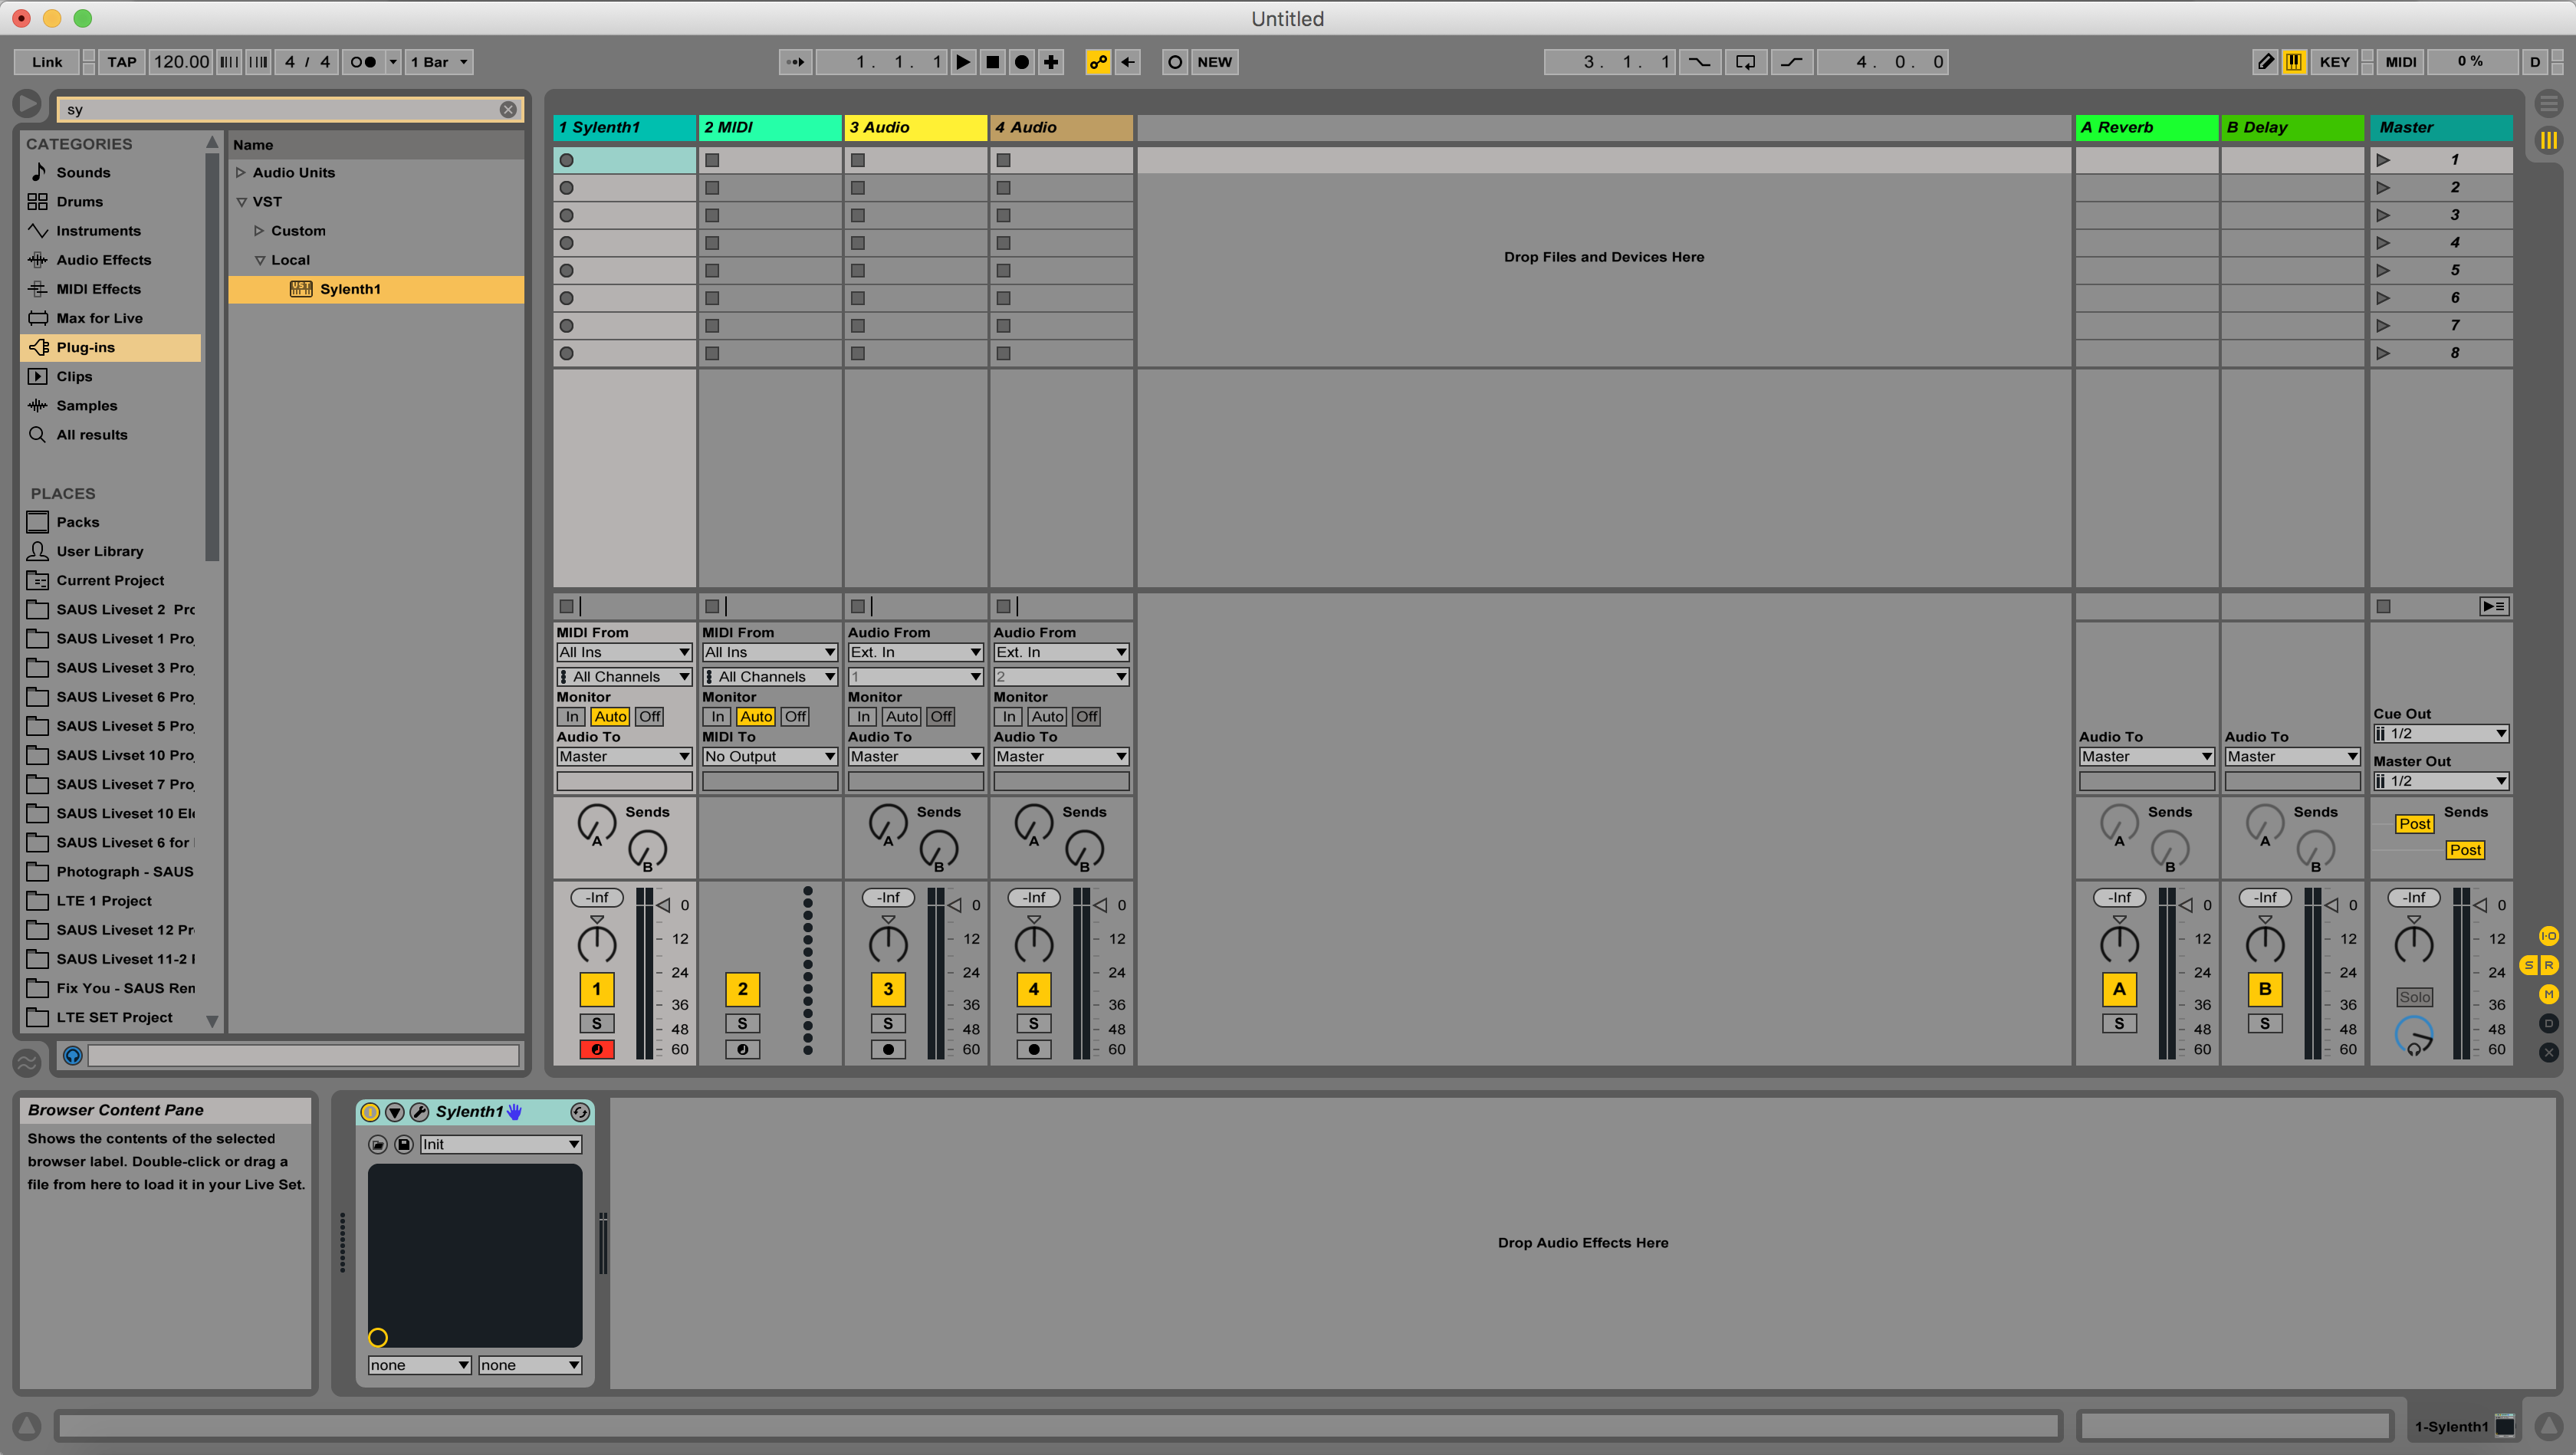 Untitled
Link TAP 120.00 4 / 4 1 Bar 1. 1. 1 NEW 3. 1. 1 4. 0. 0 KEY MIDI 0 % D
sy
CATEGORIES
Sounds
Drums
Instruments
Audio Effects
MIDI Effects
Max for Live
Plug-ins
Clips
Samples
All results
PLACES
Packs
User Library
Current Project
SAUS Liveset 2 Pro
SAUS Liveset 1 Proj
SAUS Liveset 3 Proj
SAUS Liveset 6 Proj
SAUS Liveset 5 Proj
SAUS Livset 10 Proj
SAUS Liveset 7 Proj
SAUS Liveset 10 Ele
SAUS Liveset 6 for
Photograph - SAUS
LTE 1 Project
SAUS Liveset 12 Pr
SAUS Liveset 11-2
Fix You - SAUS Rem
LTE SET Project
Name
Audio Units
VST
Custom
Local
Sylenth1
1 Sylenth1 2 MIDI 3 Audio 4 Audio A Reverb B Delay Master
1
2
3
4
5
6
7
8
Drop Files and Devices Here
MIDI From MIDI From Audio From Audio From
All Ins All Ins Ext. In Ext. In
All Channels All Channels 1 2
Monitor Monitor Monitor Monitor
In Auto Off In Auto Off In Auto Off In Auto Off Cue Out
1/2
Audio To MIDI To Audio To Audio To Audio To Audio To
Master No Output Master Master Master Master Master Out
1/2
Sends Sends Sends Sends Sends Sends
A A A A A Post
B B B B B Post
-Inf -Inf -Inf -Inf -Inf -Inf
0 0 0 0 0 0
12 12 12 12 12 12
24 24 24 24 24 24
1 2 3 4 A B Solo
36 36 36 36 36 36
S S S S S S
48 48 48 48 48 48
60 60 60 60 60 60
I-O
S R
M
D
X
Browser Content Pane
Shows the contents of the selected
browser label. Double-click or drag a
file from here to load it in your Live Set.
Sylenth1
Init
none none
Drop Audio Effects Here
1-Sylenth1